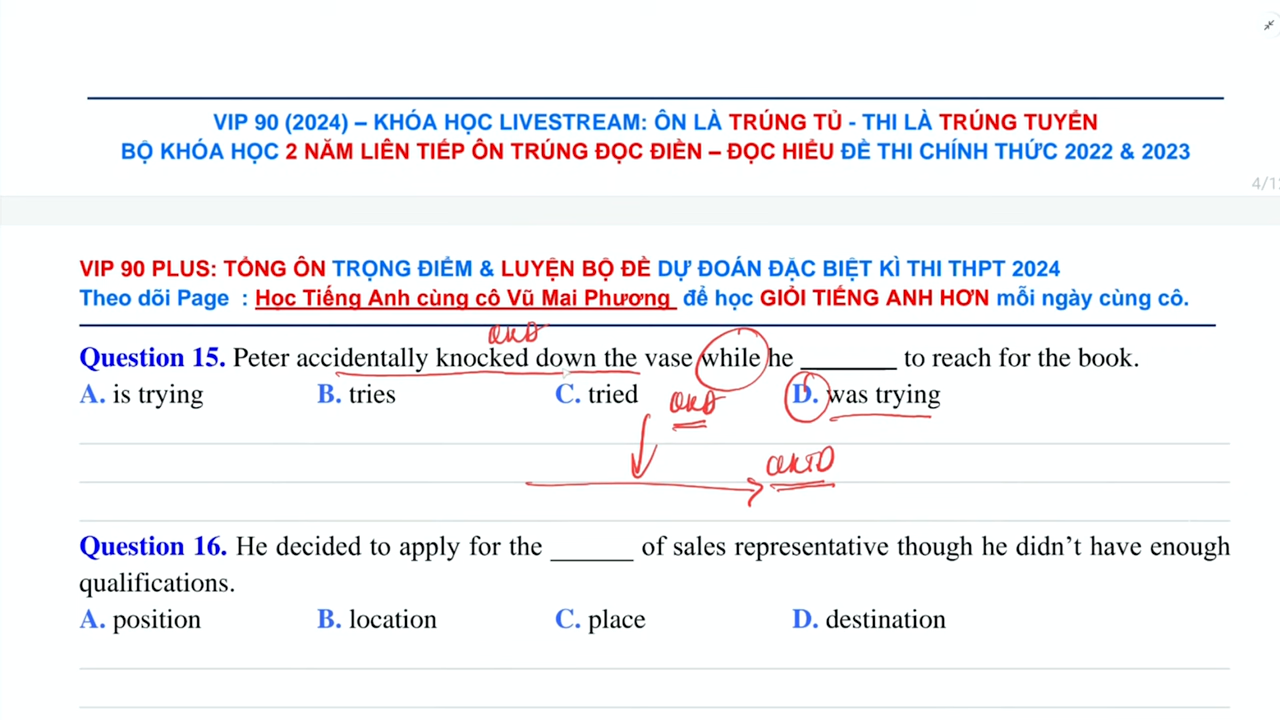 VIP 90 (2024) – KHÓA HỌC LIVESTREAM: ÔN LÀ TRÚNG TỦ - THI LÀ TRÚNG TUYỂN
BỘ KHÓA HỌC 2 NĂM LIÊN TIẾP ÔN TRÚNG ĐỌC ĐIỀN – ĐỌC HIỂU ĐỀ THI CHÍNH THỨC 2022 & 2023
VIP 90 PLUS: TỔNG ÔN TRỌNG ĐIỂM & LUYỆN BỘ ĐỀ DỰ ĐOÁN ĐẶC BIỆT KÌ THI THPT 2024
Theo dõi Page : Học Tiếng Anh cùng cô Vũ Mai Phương để học GIỎI TIẾNG ANH HƠN mỗi ngày cùng cô.
QKĐ
Question 15. Peter accidentally knocked down the vase while he ______ to reach for the book.
A. is trying B. tries C. tried D. was trying
QKĐ
QKTD
Question 16. He decided to apply for the ______ of sales representative though he didn't have enough
qualifications.
A. position B. location C. place D. destination